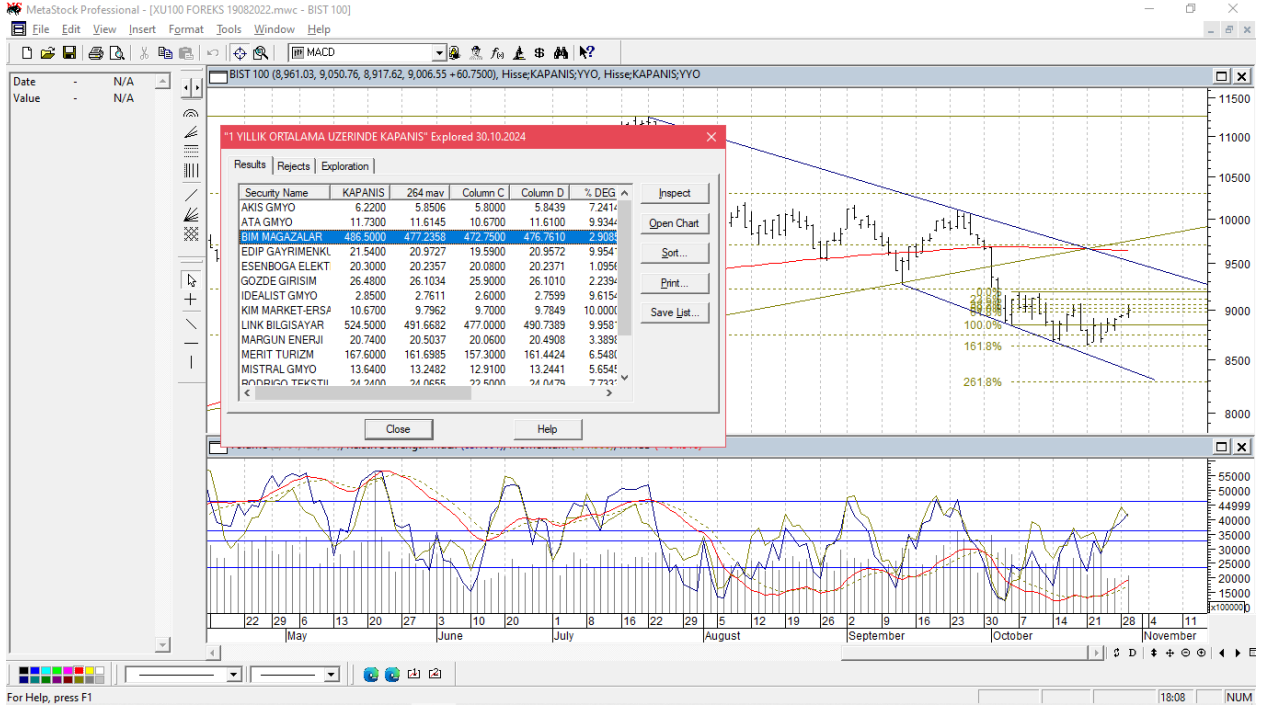 MetaStock Professional - [XU100 FOREKS 19082022.mwc - BIST 100]
File Edit View Insert Format Tools Window Help
MACD
Date - N/A
Value - N/A
BIST 100 (8,961.03, 9,050.76, 8,917.62, 9,006.55 +60.7500), Hisse;KAPANIS;YYO, Hisse;KAPANIS;YYO
"1 YILLIK ORTALAMA UZERINDE KAPANIS" Explored 30.10.2024
Results Rejects Exploration
Security Name KAPANIS 264 mav Column C Column D % DEG
AKIS GMYO 6.2200 5.8506 5.8000 5.8439 7.2414
ATA GMYO 11.7300 11.6145 10.6700 11.6100 9.9344
BIM MAGAZALAR 486.5000 477.2358 472.7500 476.7610 2.9085
EDIP GAYRIMENKU 21.5400 20.9727 19.5900 20.9572 9.9541
ESENBOGA ELEKT 20.3000 20.2357 20.0800 20.2371 1.0956
GOZDE GIRISIM 26.4800 26.1034 25.9000 26.1010 2.2394
IDEALIST GMYO 2.8500 2.7611 2.6000 2.7599 9.6154
KIM MARKET-ERSA 10.6700 9.7962 9.7000 9.7849 10.0000
LINK BILGISAYAR 524.5000 491.6682 477.0000 490.7389 9.958
MARGUN ENERJI 20.7400 20.5037 20.0600 20.4908 3.3898
MERIT TURIZM 167.6000 161.6985 157.3000 161.4424 6.5480
MISTRAL GMYO 13.6400 13.2482 12.9100 13.2441 5.6545
RODRIGO TEKSTIL 24.2400 24.0655 22.5000 24.0479 7.733
Inspect
Open Chart
Sort...
Print...
Save List...
Close Help
11500
11000
10500
10000
9500
9000
8500
8000
0.0%
100.0%
161.8%
261.8%
55000
50000
44999
40000
35000
30000
25000
20000
15000
x100000
22 29 6 13 20 27 3 10 20 1 8 16 22 29 5 12 19 26 2 9 16 23 30 7 14 21 28 4 11
May June July August September October November
D
For Help, press F1
18:08 NUM